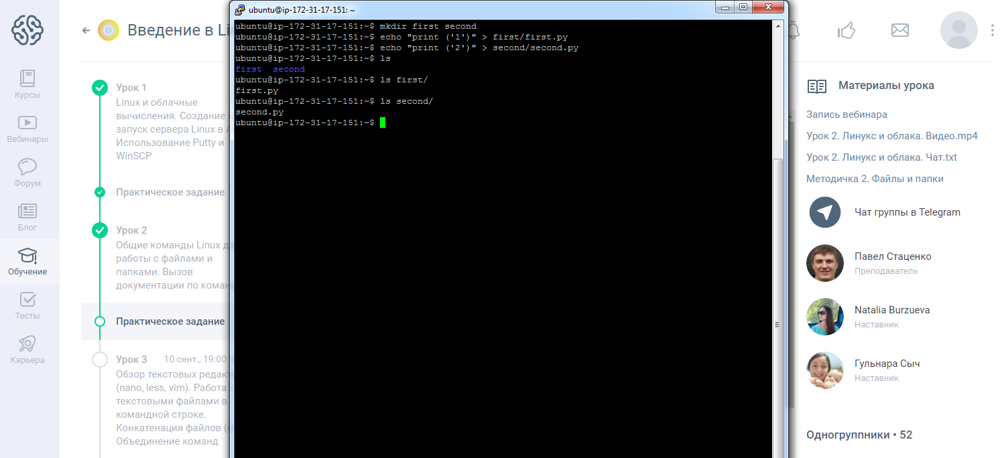 Курсы
Вебинары
Форум
Блог
Обучение
Тесты
Карьера
Введение в Li
Урок 1
Linux и облачные
вычисления. Создание
запуск сервера Linux в A
Использование Putty и
WinSCP
Практическое задание
Урок 2
Общие команды Linux д
работы с файлами и
папками. Вызов
документации по коман
Практическое задание
Урок 3 10 сент., 19:00
Обзор текстовых редак
(nano, less, vim). Работа
текстовыми файлами в
командной строке.
Конкатенация файлов (
Объединение команд
ubuntu@ip-172-31-17-151: ~
ubuntu@ip-172-31-17-151:~$ mkdir first second
ubuntu@ip-172-31-17-151:~$ echo "print ('1')" > first/first.py
ubuntu@ip-172-31-17-151:~$ echo "print ('2')" > second/second.py
ubuntu@ip-172-31-17-151:~$ ls
first second
ubuntu@ip-172-31-17-151:~$ ls first/
first.py
ubuntu@ip-172-31-17-151:~$ ls second/
second.py
ubuntu@ip-172-31-17-151:~$
Материалы урока
Запись вебинара
Урок 2. Линукс и облака. Видео.mp4
Урок 2. Линукс и облака. Чат.txt
Методичка 2. Файлы и папки
Чат группы в Telegram
Павел Стаценко
Преподаватель
Natalia Burzueva
Наставник
Гульнара Сыч
Наставник
Одногруппники • 52